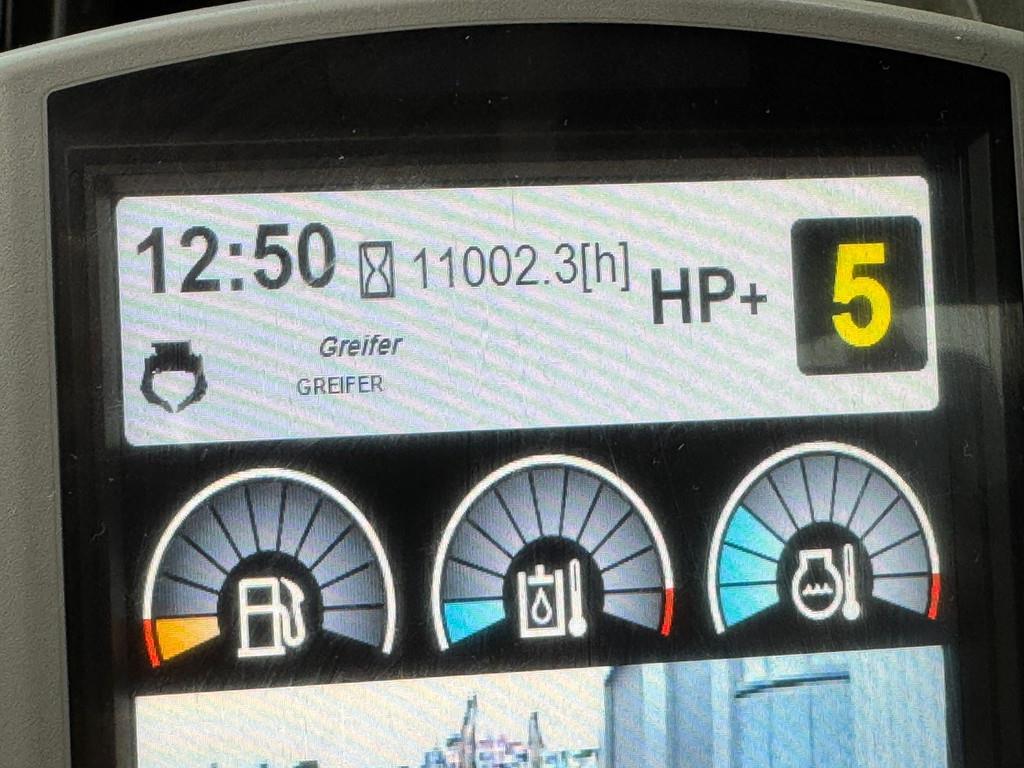 12:50 11002.3[h] HP+ 5
Greifer
GREIFER